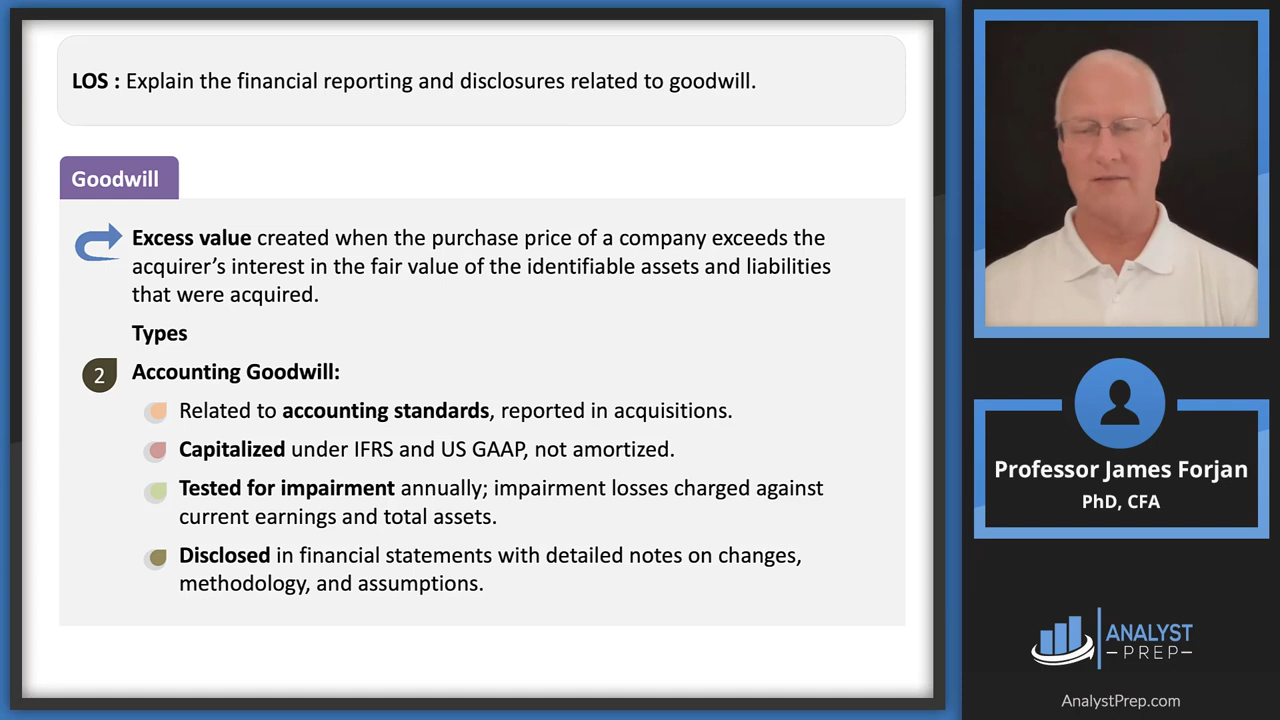 LOS : Explain the financial reporting and disclosures related to goodwill.
Goodwill
Excess value created when the purchase price of a company exceeds the
acquirer’s interest in the fair value of the identifiable assets and liabilities
that were acquired.
Types
2
Accounting Goodwill:
Related to accounting standards, reported in acquisitions.
Capitalized under IFRS and US GAAP, not amortized.
Tested for impairment annually; impairment losses charged against
current earnings and total assets.
Disclosed in financial statements with detailed notes on changes,
methodology, and assumptions.
Professor James Forjan
PhD, CFA
ANALYST
PREP
AnalystPrep.com